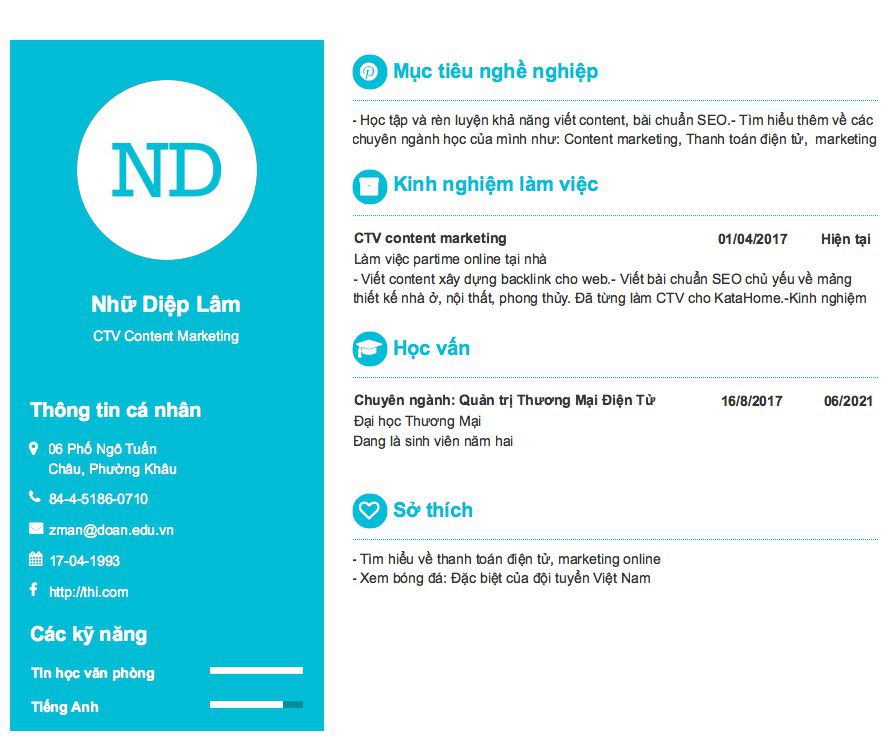 ND
Nhữ Diệp Lâm
CTV Content Marketing
Thông tin cá nhân
06 Phố Ngô Tuấn
Châu, Phường Khâu
84-4-5186-0710
zman@doan.edu.vn
17-04-1993
http://thi.com
Các kỹ năng
Tin học văn phòng
Tiếng Anh
Mục tiêu nghề nghiệp
- Học tập và rèn luyện khả năng viết content, bài chuẩn SEO.- Tìm hiểu thêm về các
chuyên ngành học của mình như: Content marketing, Thanh toán điện tử, marketing
Kinh nghiệm làm việc
CTV content marketing 01/04/2017 Hiện tại
Làm việc partime online tại nhà
- Viết content xây dựng backlink cho web.- Viết bài chuẩn SEO chủ yếu về mảng
thiết kế nhà ở, nội thất, phong thủy. Đã từng làm CTV cho KataHome.-Kinh nghiệm
Học vấn
Chuyên ngành: Quản trị Thương Mại Điện Tử 16/8/2017 06/2021
Đại học Thương Mại
Đang là sinh viên năm hai
Sở thích
- Tìm hiểu về thanh toán điện tử, marketing online
- Xem bóng đá: Đặc biệt của đội tuyển Việt Nam